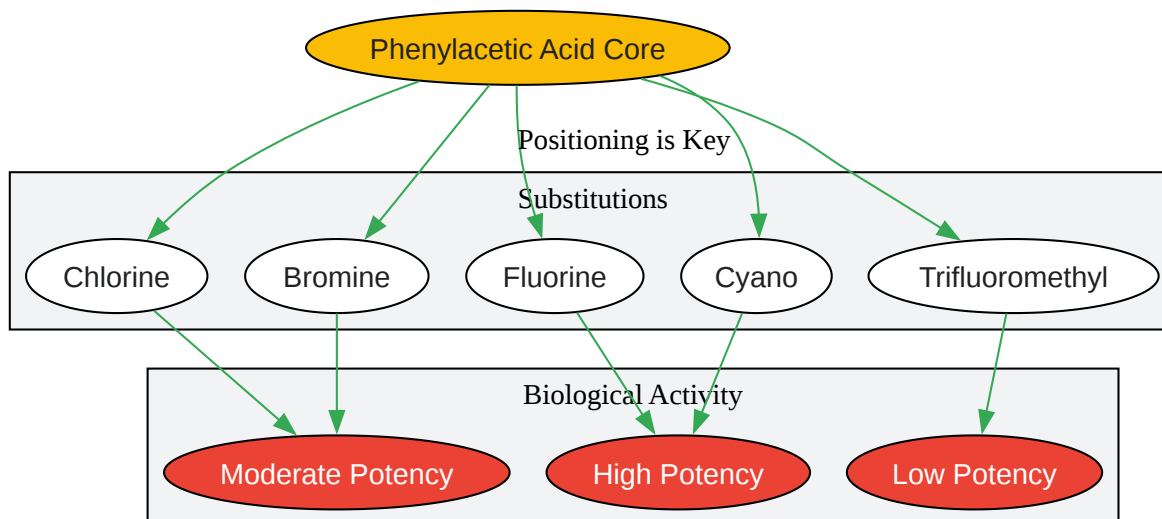 Phenylacetic Acid Core
Positioning is Key
Substitutions
Chlorine
Bromine
Fluorine
Cyano
Trifluoromethyl
Biological Activity
Moderate Potency
High Potency
Low Potency